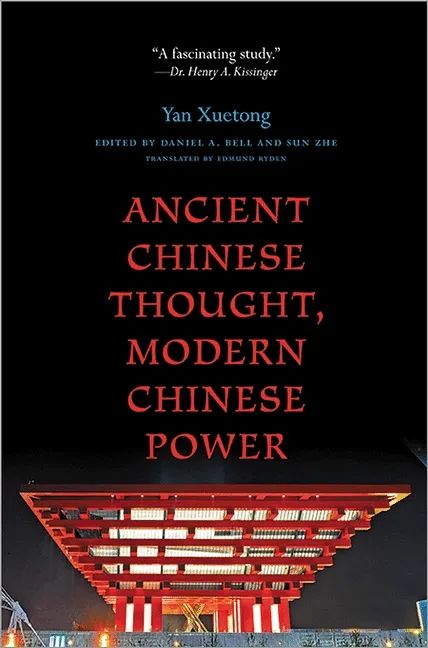 “A fascinating study.”
—Dr. Henry A. Kissinger
Yan Xuetong
EDITED BY DANIEL A. BELL AND SUN ZHE
TRANSLATED BY EDMUND RYDEN
ANCIENT
CHINESE
THOUGHT,
MODERN
CHINESE
POWER